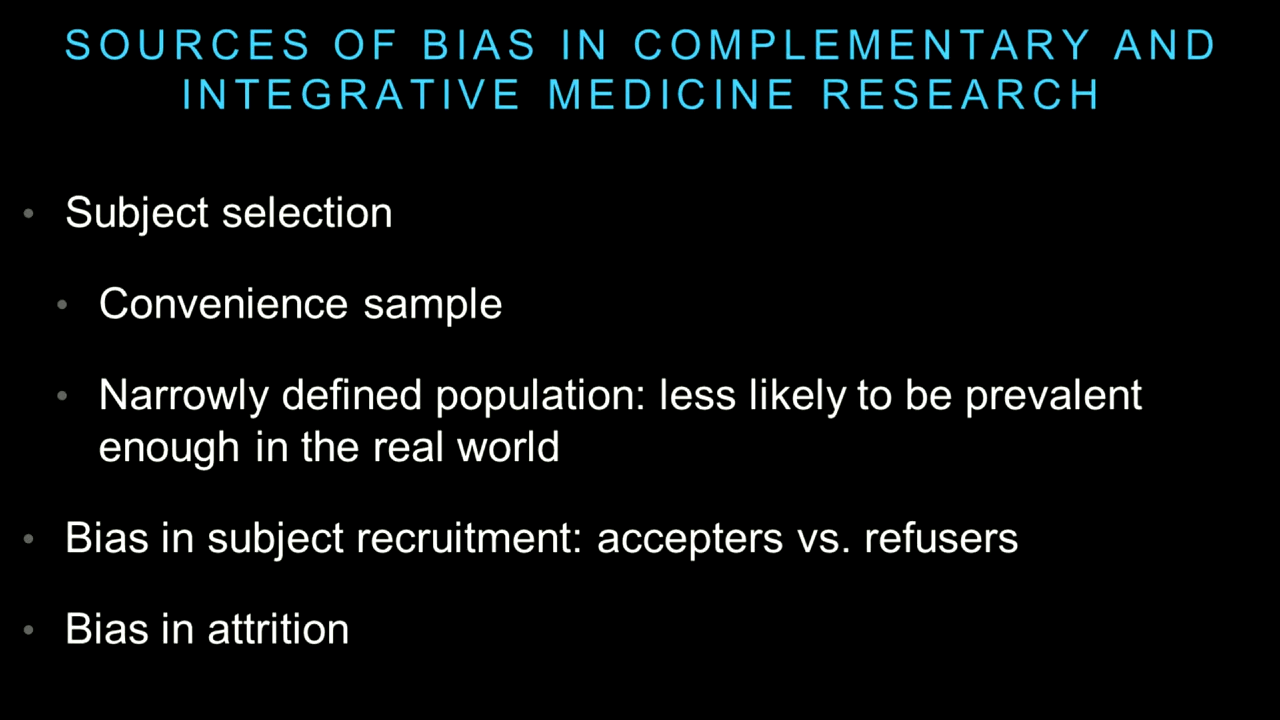 SOURCES OF BIAS IN COMPLEMENTARY AND
INTEGRATIVE MEDICINE RESEARCH
• Subject selection
• Convenience sample
• Narrowly defined population: less likely to be prevalent
enough in the real world
• Bias in subject recruitment: accepters vs. refusers
• Bias in attrition